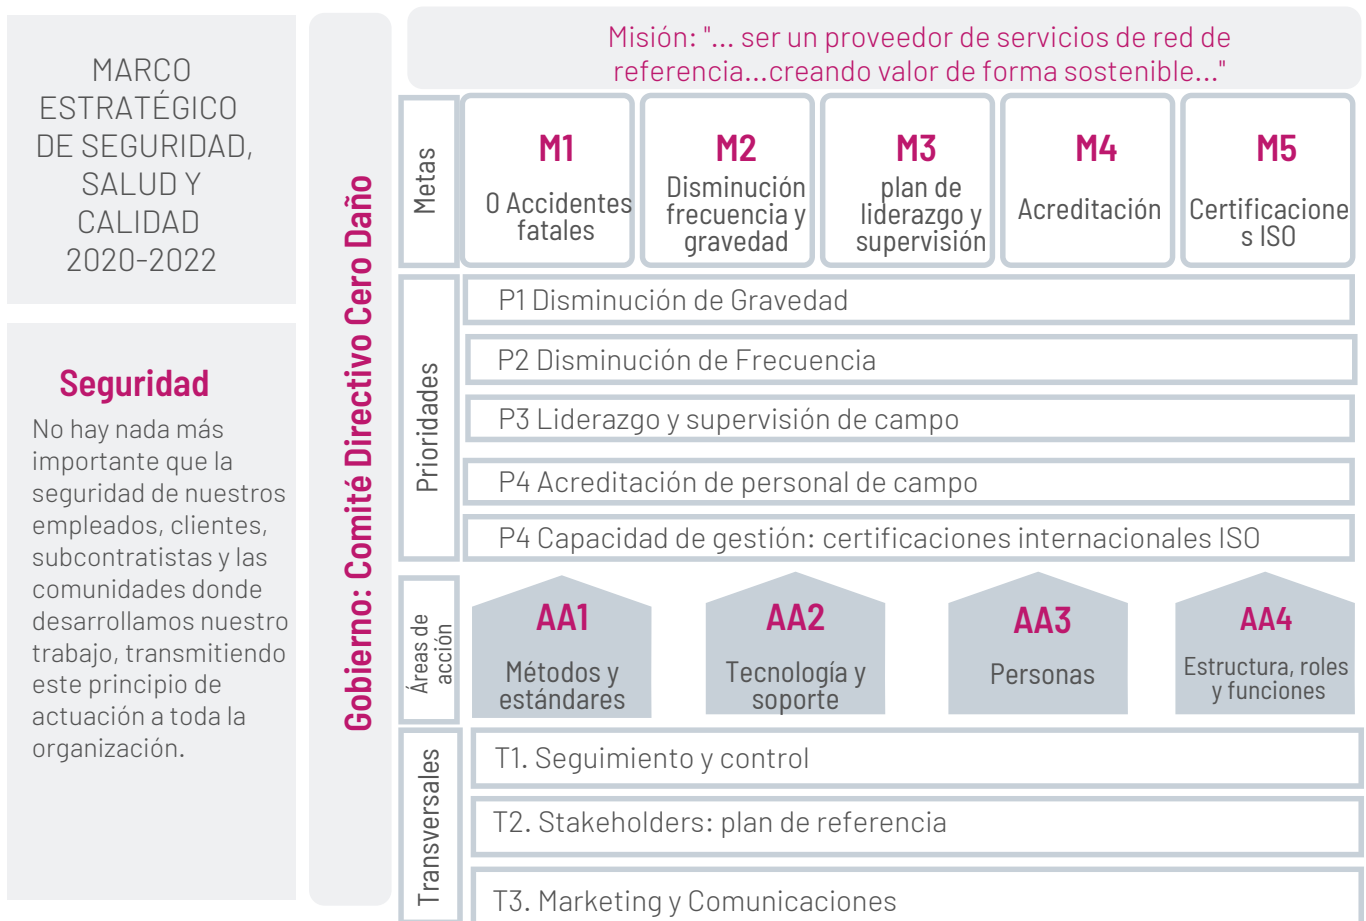 MARCO
ESTRATÉGICO
DE SEGURIDAD,
SALUD Y
CALIDAD
2020-2022
Seguridad
No hay nada más
importante que la
seguridad de nuestros
empleados, clientes,
subcontratistas y las
comunidades donde
desarrollamos nuestro
trabajo, transmitiendo
este principio de
actuación a toda la
organización.
Gobierno: Comité Directivo Cero Daño
Misión: "... ser un proveedor de servicios de red de
referencia...creando valor de forma sostenible..."
Metas
M1
0 Accidentes
fatales
M2
Disminución
frecuencia y
gravedad
M3
plan de
liderazgo y
supervisión
M4
Acreditación
M5
Certificacione
s ISO
Prioridades
P1 Disminución de Gravedad
P2 Disminución de Frecuencia
P3 Liderazgo y supervisión de campo
P4 Acreditación de personal de campo
P4 Capacidad de gestión: certificaciones internacionales ISO
Áreas de
acción
AA1
Métodos y
estándares
AA2
Tecnología y
soporte
AA3
Personas
AA4
Estructura, roles
y funciones
Transversales
T1. Seguimiento y control
T2. Stakeholders: plan de referencia
T3. Marketing y Comunicaciones